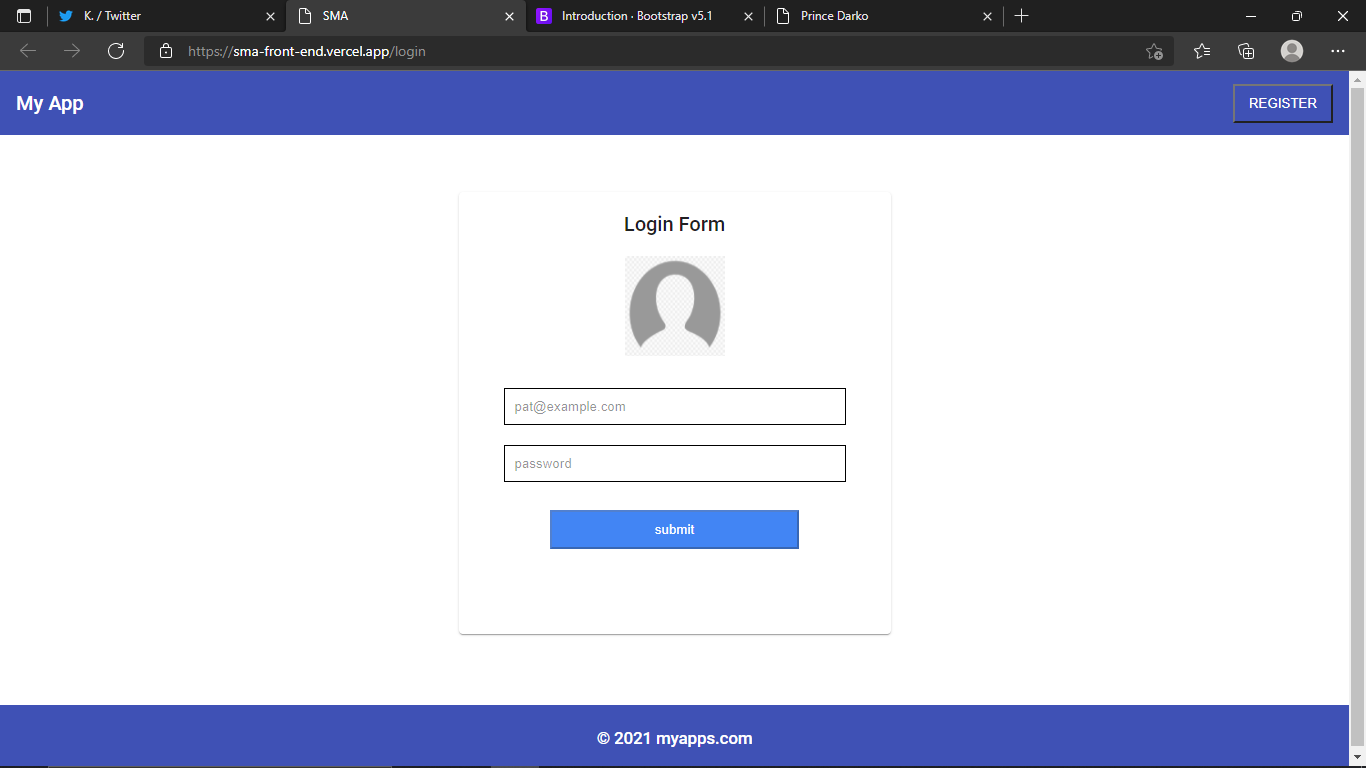 K. / Twitter
SMA
B Introduction · Bootstrap v5.1
Prince Darko
https://sma-front-end.vercel.app/login
My App
REGISTER
Login Form
pat@example.com
password
submit
© 2021 myapps.com